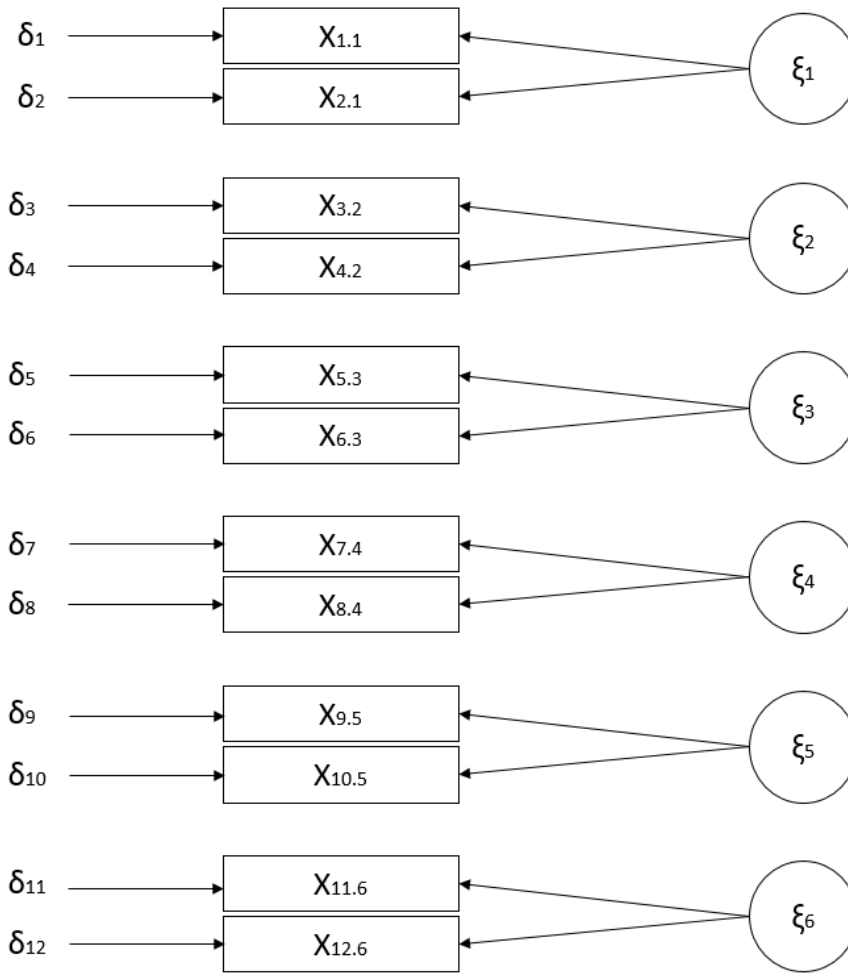 δ1 X1.1 ξ1
δ2 X2.1
δ3 X3.2 ξ2
δ4 X4.2
δ5 X5.3 ξ3
δ6 X6.3
δ7 X7.4 ξ4
δ8 X8.4
δ9 X9.5 ξ5
δ10 X10.5
δ11 X11.6 ξ6
δ12 X12.6